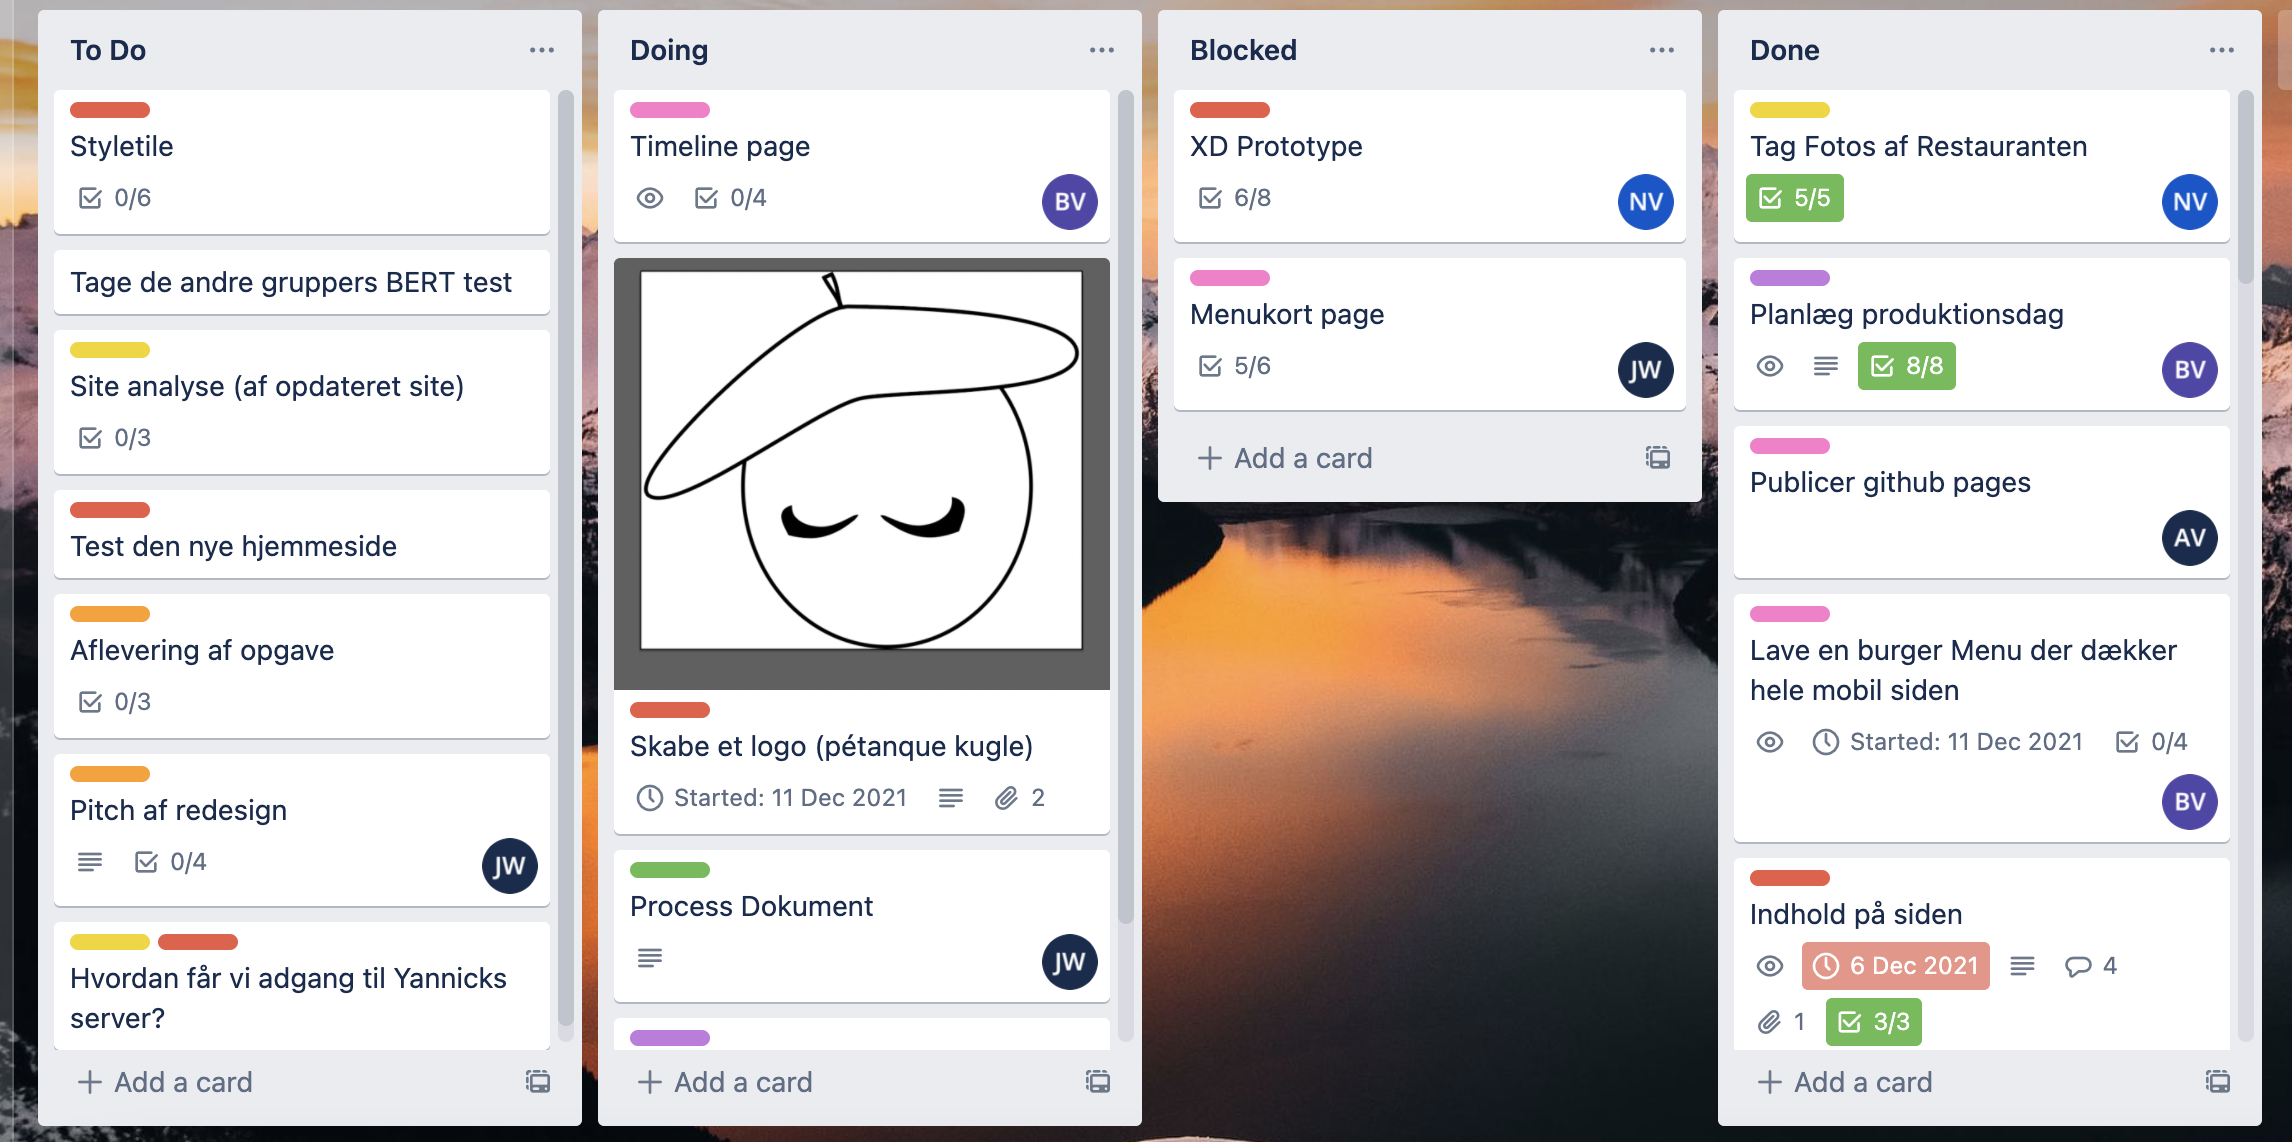 To Do
Styletile
0/6
Tage de andre gruppers BERT test
Site analyse (af opdateret site)
0/3
Test den nye hjemmeside
Aflevering af opgave
0/3
Pitch af redesign
0/4
JW
Hvordan får vi adgang til Yannicks
server?
+ Add a card
Doing
Timeline page
0/4
BV
Skabe et logo (pétanque kugle)
Started: 11 Dec 2021
2
Process Dokument
JW
+ Add a card
Blocked
XD Prototype
6/8
NV
Menukort page
5/6
JW
+ Add a card
Done
Tag Fotos af Restauranten
5/5
NV
Planlæg produktionsdag
8/8
BV
Publicer github pages
AV
Lave en burger Menu der dækker
hele mobil siden
Started: 11 Dec 2021
0/4
BV
Indhold på siden
6 Dec 2021
4
1
3/3
+ Add a card